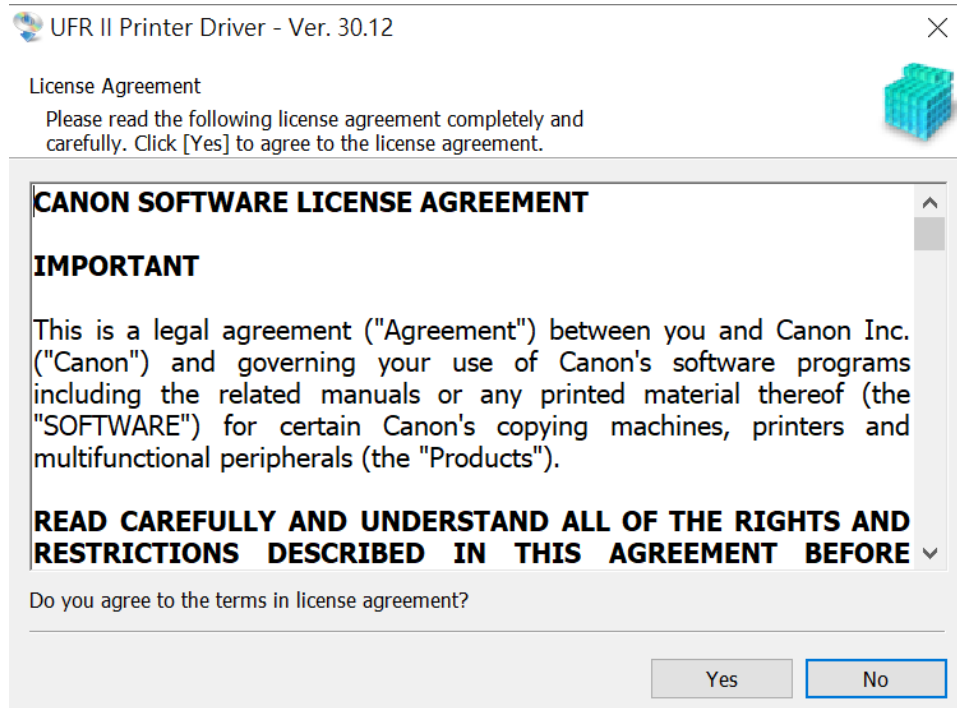 UFR II Printer Driver - Ver. 30.12
License Agreement
Please read the following license agreement completely and
carefully. Click [Yes] to agree to the license agreement.
CANON SOFTWARE LICENSE AGREEMENT
IMPORTANT
This is a legal agreement ("Agreement") between you and Canon Inc.
("Canon") and governing your use of Canon's software programs
including the related manuals or any printed material thereof (the
"SOFTWARE") for certain Canon's copying machines, printers and
multifunctional peripherals (the "Products").
READ CAREFULLY AND UNDERSTAND ALL OF THE RIGHTS AND
RESTRICTIONS DESCRIBED IN THIS AGREEMENT BEFORE
Do you agree to the terms in license agreement?
Yes No